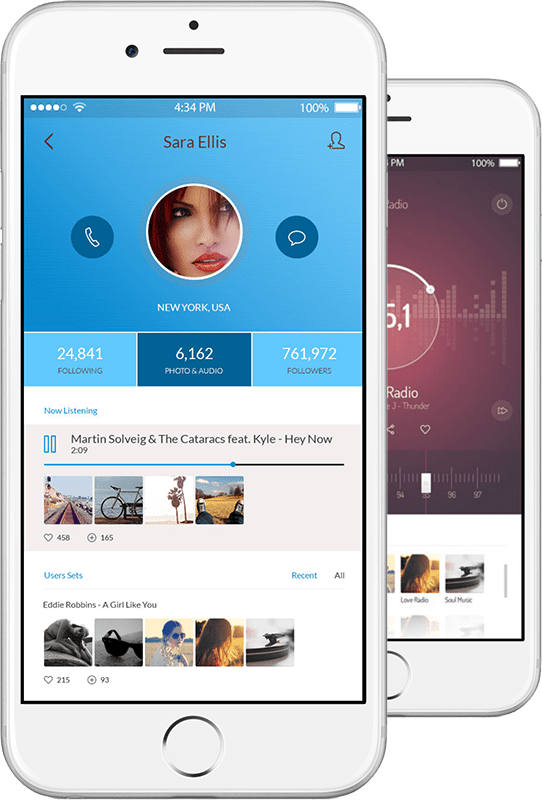 4:34 PM 100%
Sara Ellis
NEW YORK, USA
24,841
FOLLOWING
6,162
PHOTO & AUDIO
761,972
FOLLOWERS
Now Listening
Martin Solveig & The Cataracs feat. Kyle - Hey Now
2:09
458 165
Users Sets Recent All
Eddie Robbins - A Girl Like You
215 93
PM 100%
Radio
5,1
Radio
J - Thunder
94 95 96 97
Love Radio Soul Music